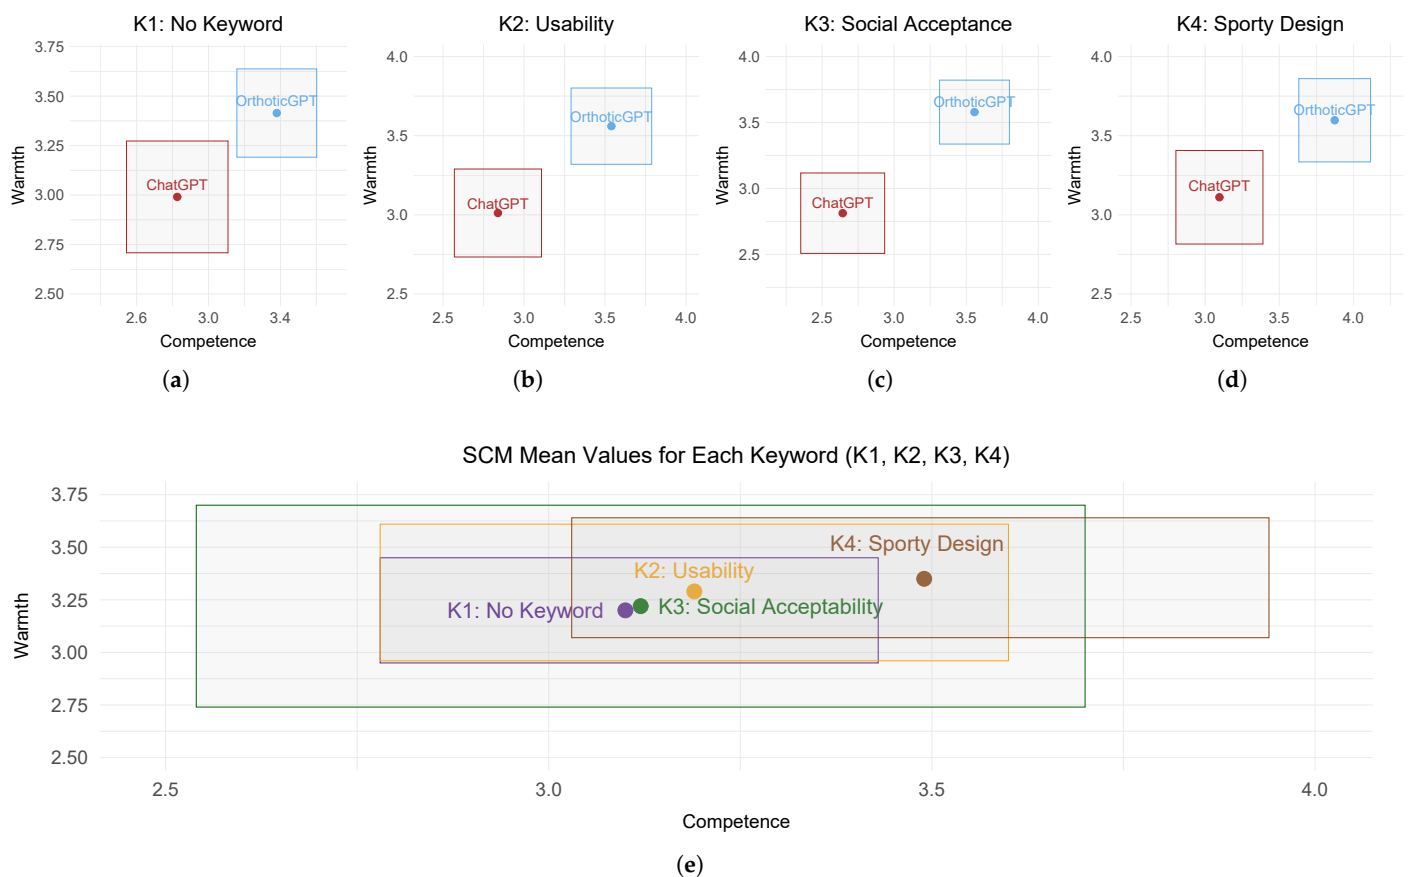 K1: No Keyword
K2: Usability
K3: Social Acceptance
K4: Sporty Design
3.75
3.50
3.25
3.00
2.75
2.50
Warmth
OrthoticGPT
ChatGPT
2.6
3.0
3.4
Competence
(a)
4.0
3.5
3.0
2.5
Warmth
OrthoticGPT
ChatGPT
2.5
3.0
3.5
4.0
Competence
(b)
4.0
3.5
3.0
2.5
Warmth
OrthoticGPT
ChatGPT
2.5
3.0
3.5
4.0
Competence
(c)
4.0
3.5
3.0
2.5
Warmth
OrthoticGPT
ChatGPT
2.5
3.0
3.5
4.0
Competence
(d)
SCM Mean Values for Each Keyword (K1, K2, K3, K4)
3.75
3.50
3.25
3.00
2.75
2.50
Warmth
K4: Sporty Design
K2: Usability
K1: No Keyword
K3: Social Acceptability
2.5
3.0
3.5
4.0
Competence
(e)